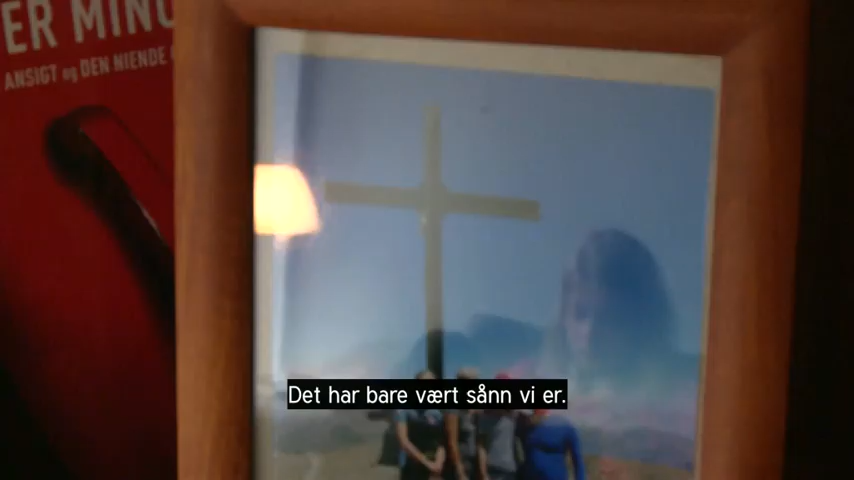 ER MIN
ANSIGT og DEN NIENDE
Det har bare vært sånn vi er.